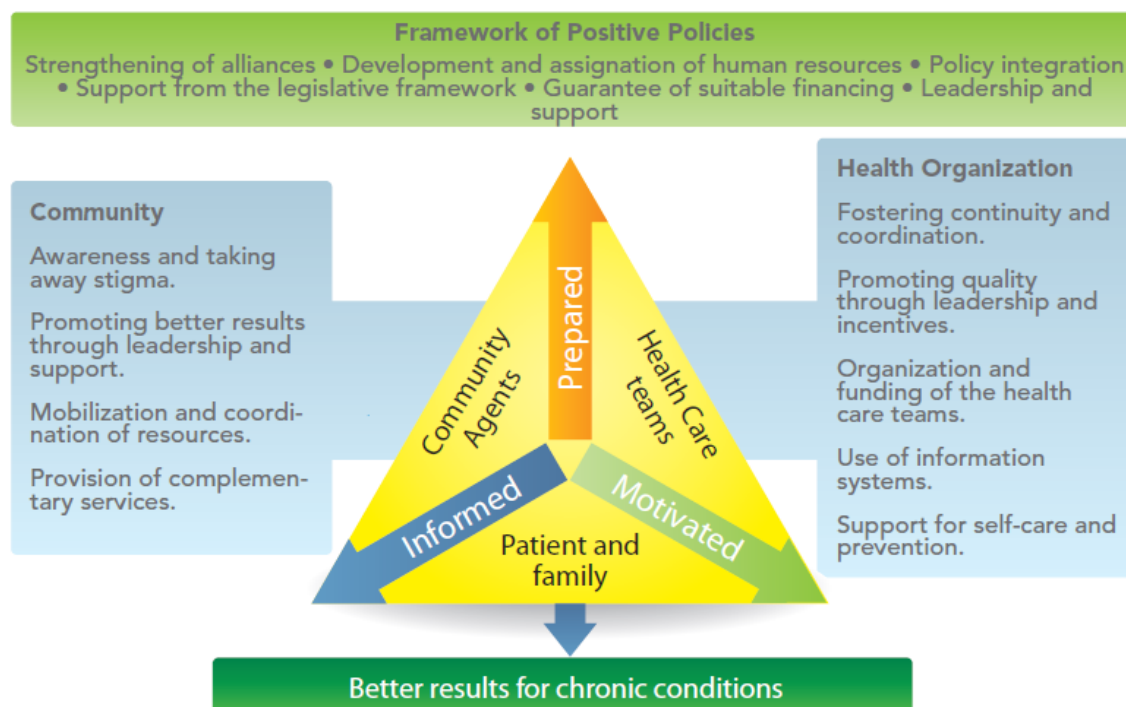 Framework of Positive Policies
Strengthening of alliances • Development and assignation of human resources • Policy integration
• Support from the legislative framework • Guarantee of suitable financing • Leadership and
support
Community
Awareness and taking
away stigma.
Promoting better results
through leadership and
support.
Mobilization and coordi-
nation of resources.
Provision of complemen-
tary services.
Community
Agents
Prepared
Health Care
teams
Informed
Motivated
Patient and
family
Health Organization
Fostering continuity and
coordination.
Promoting quality
through leadership and
incentives.
Organization and
funding of the health
care teams.
Use of information
systems.
Support for self-care and
prevention.
Better results for chronic conditions